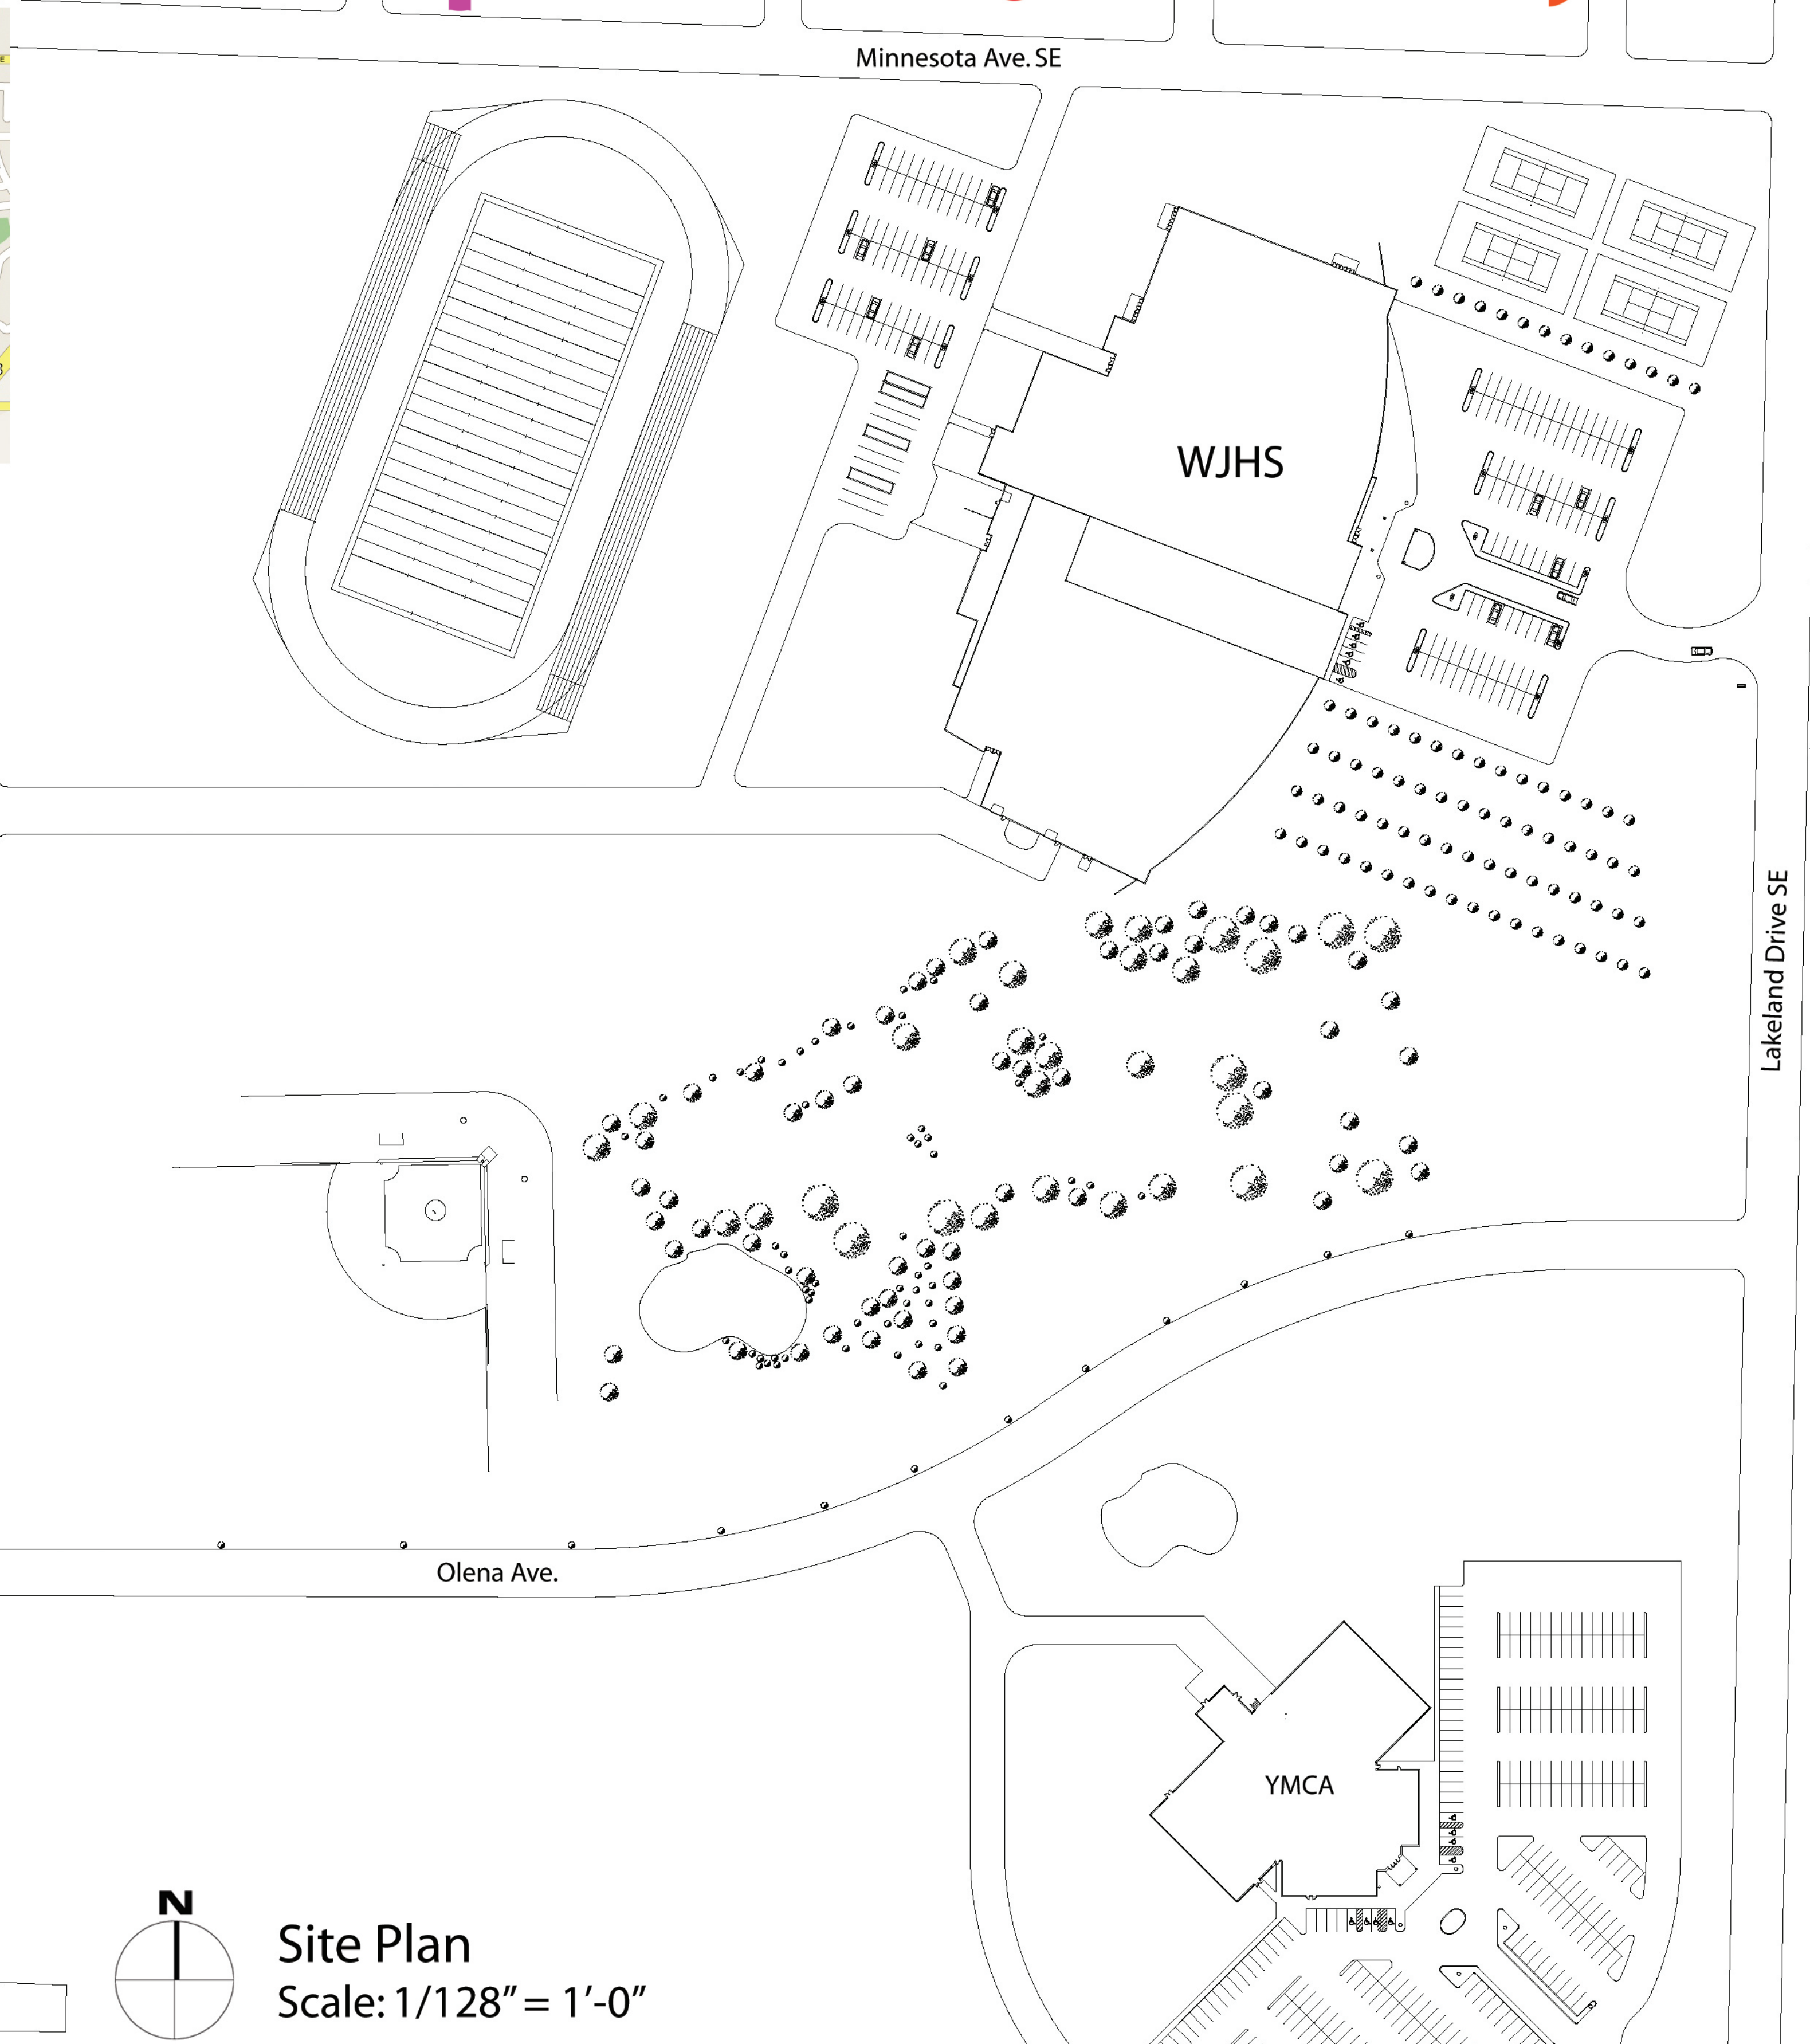 Minnesota Ave. SE
WJHS
Lakeland Drive SE
Olena Ave.
YMCA
N
Site Plan
Scale: 1/128” = 1’-0”